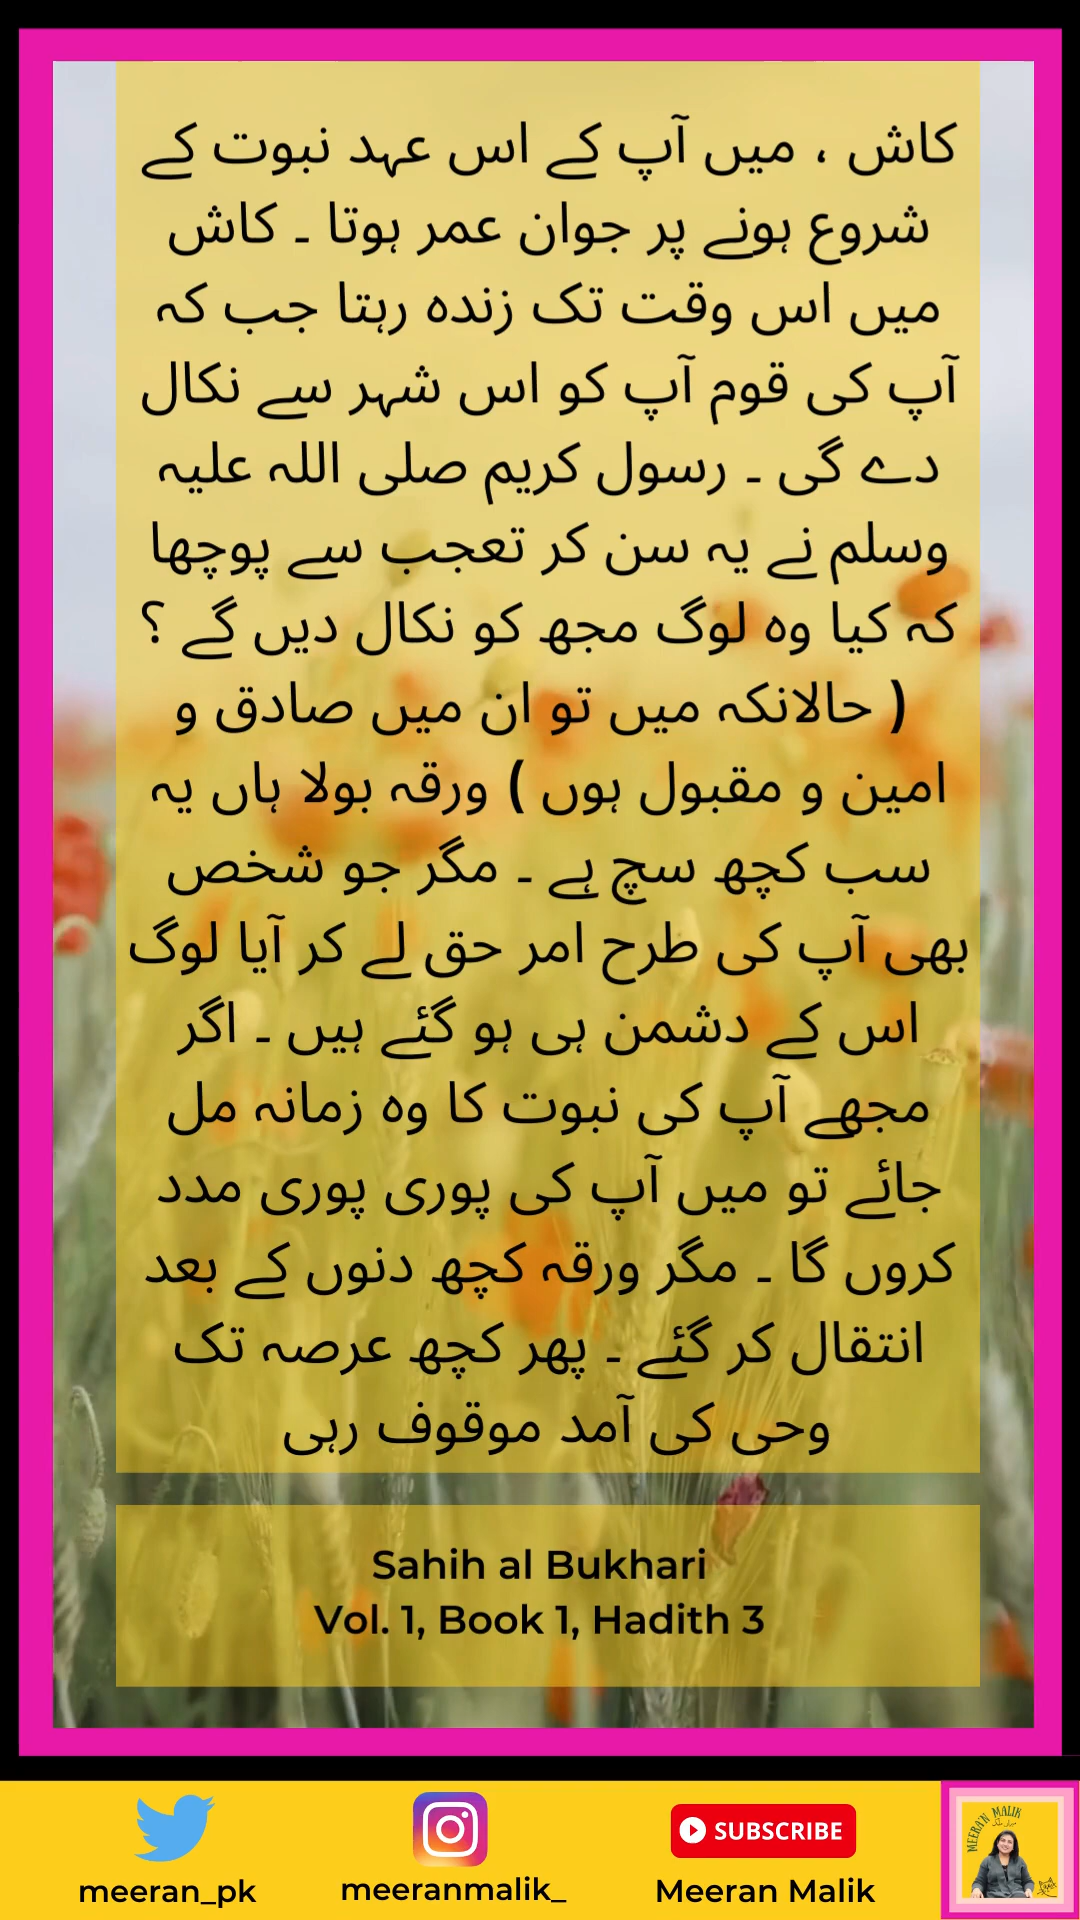 کاش ، میں آپ کے اس عہد نبوت کے
شروع ہونے پر جوان عمر ہوتا ۔ کاش
میں اس وقت تک زندہ رہتا جب کہ
آپ کی قوم آپ کو اس شہر سے نکال
دے گی ۔ رسول کریم صلی اللہ علیہ
وسلم نے یہ سن کر تعجب سے پوچھا
کہ کیا وہ لوگ مجھ کو نکال دیں گے ؟
( حالانکہ میں تو ان میں صادق و
امین و مقبول ہوں ) ورقہ بولا ہاں یہ
سب کچھ سچ ہے ۔ مگر جو شخص
بھی آپ کی طرح امر حق لے کر آیا لوگ
اس کے دشمن ہی ہو گئے ہیں ۔ اگر
مجھے آپ کی نبوت کا وہ زمانہ مل
جائے تو میں آپ کی پوری پوری مدد
کروں گا ۔ مگر ورقہ کچھ دنوں کے بعد
انتقال کر گئے ۔ پھر کچھ عرصہ تک
وحی کی آمد موقوف رہی
Sahih al Bukhari
Vol. 1, Book 1, Hadith 3
SUBSCRIBE
meeran_pk
meeranmalik_
Meeran Malik
MEERAN MALIK